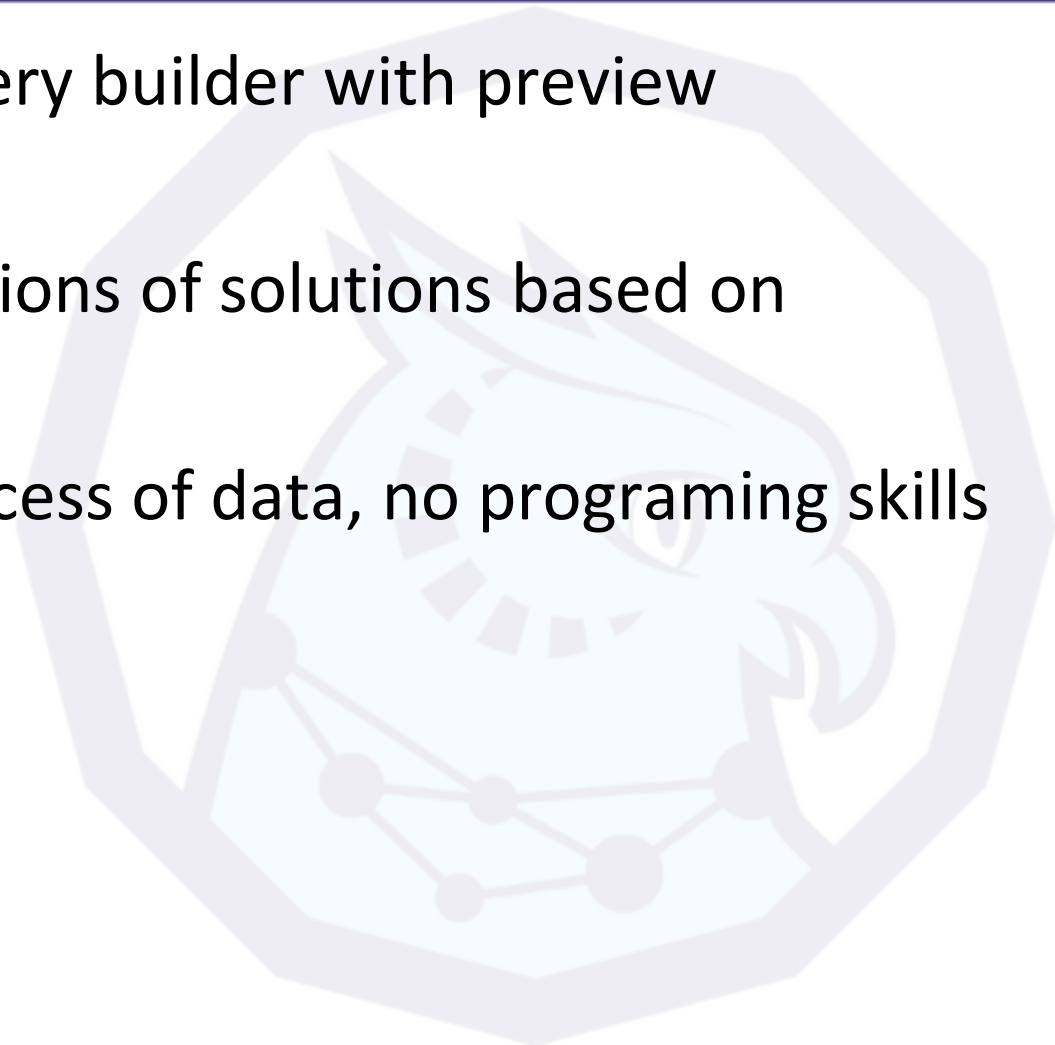 ery builder with preview
ions of solutions based on
cess of data, no programing skills